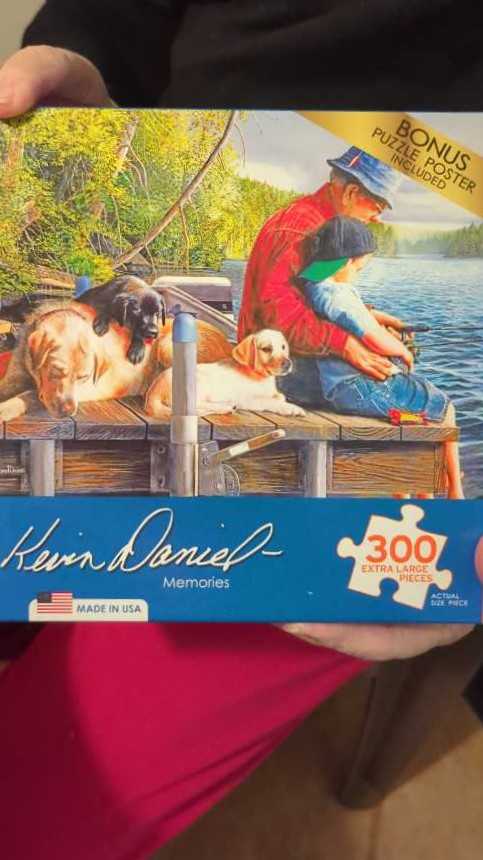 BONUS
PUZZLE POSTER
INCLUDED
Kevin Daniel
Memories
300
EXTRA LARGE
PIECES
ACTUAL
SIZE PIECE
MADE IN USA